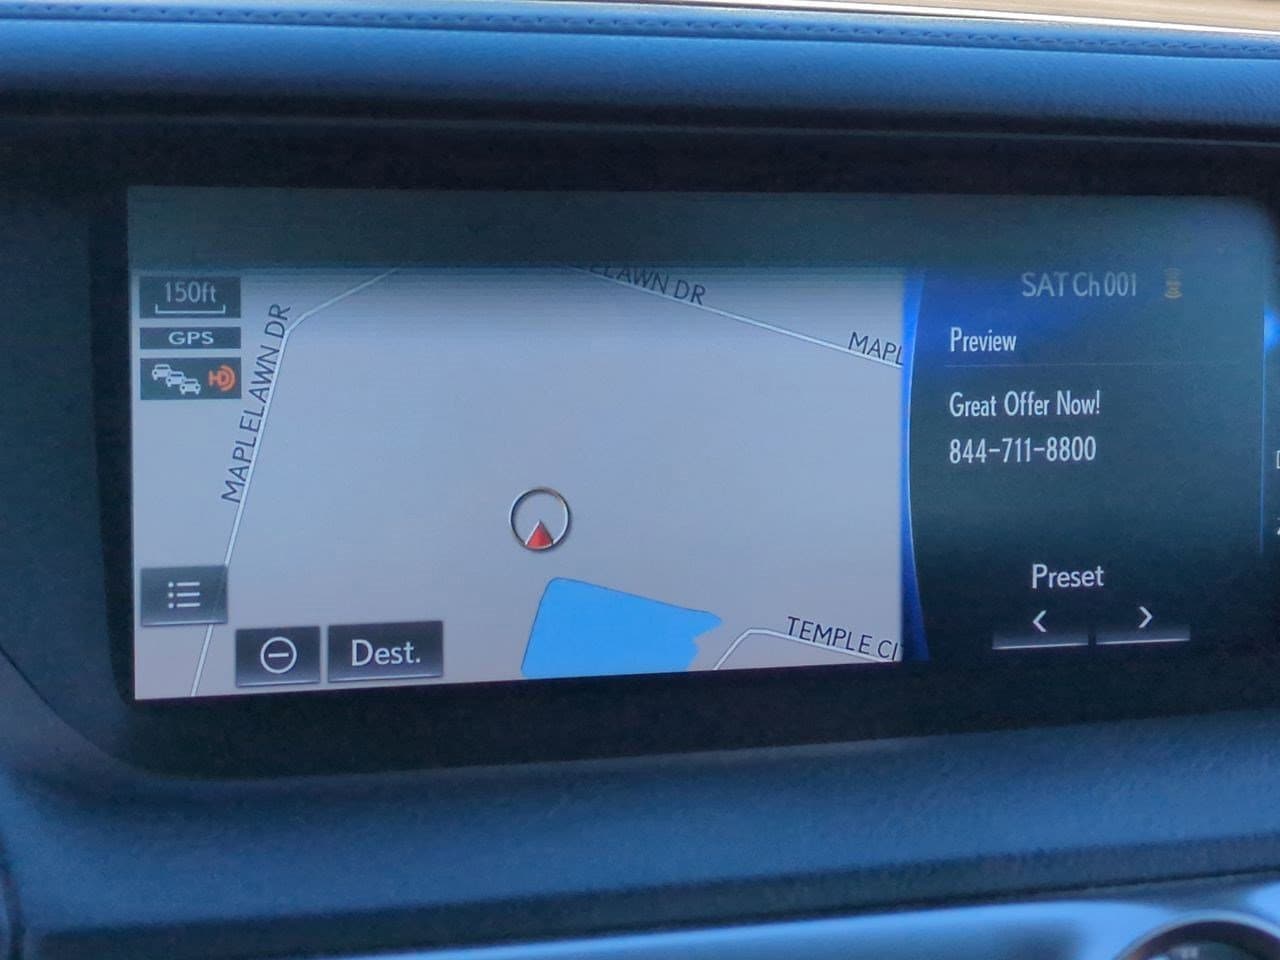 150ft
GPS
MAPLELAWN DR
ELAWN DR
MAPL
Dest.
TEMPLE CI
SAT Ch 001
Preview
Great Offer Now!
844-711-8800
Preset
< >